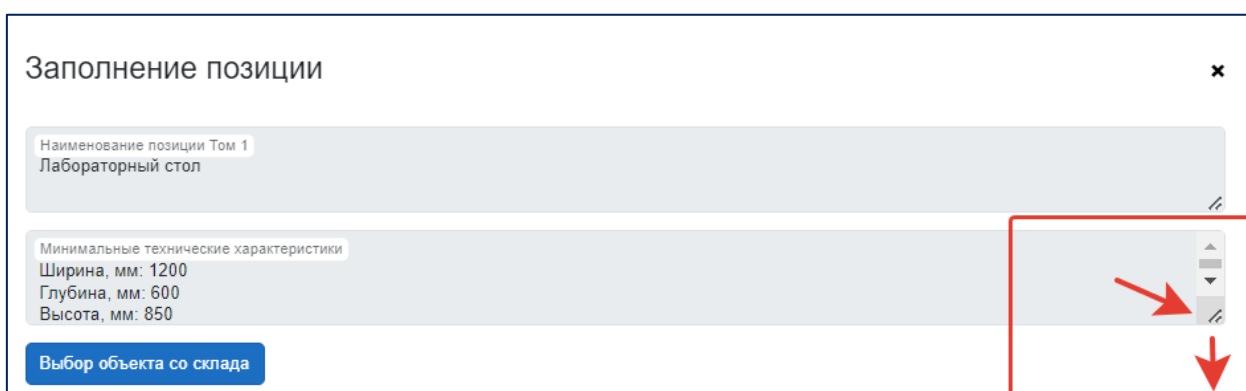 Заполнение позиции
Наименование позиции Том 1
Лабораторный стол
Минимальные технические характеристики
Ширина, мм: 1200
Глубина, мм: 600
Высота, мм: 850
Выбор объекта со склада